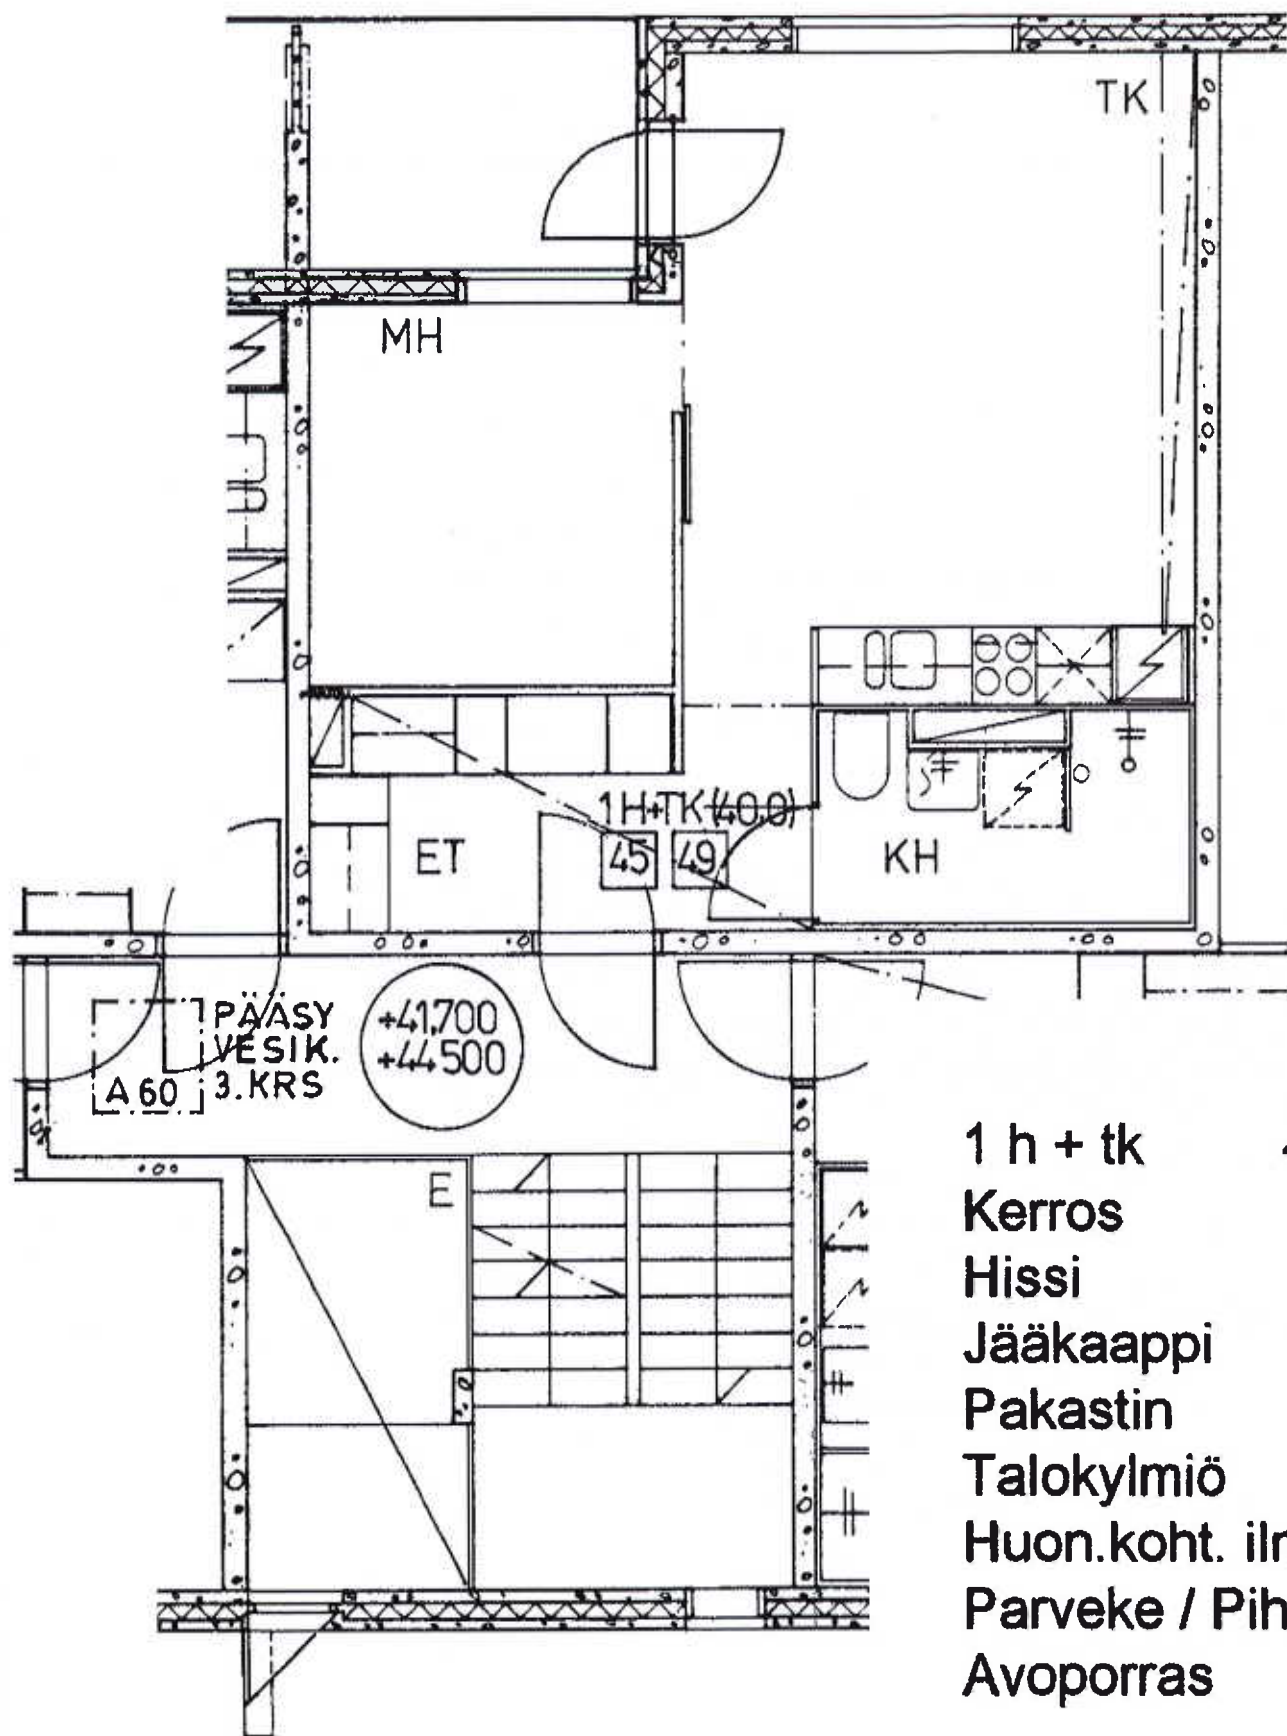 TK
MH
1H+TK(40,0)
45 49
ET
KH
PÄÄSY
VESIK.
3.KRS
A 60
+41,700
+44,500
E
1 h + tk
Kerros
Hissi
Jääkaappi
Pakastin
Talokylmiö
Huon.koht.
Parveke / Pih
Avoporras